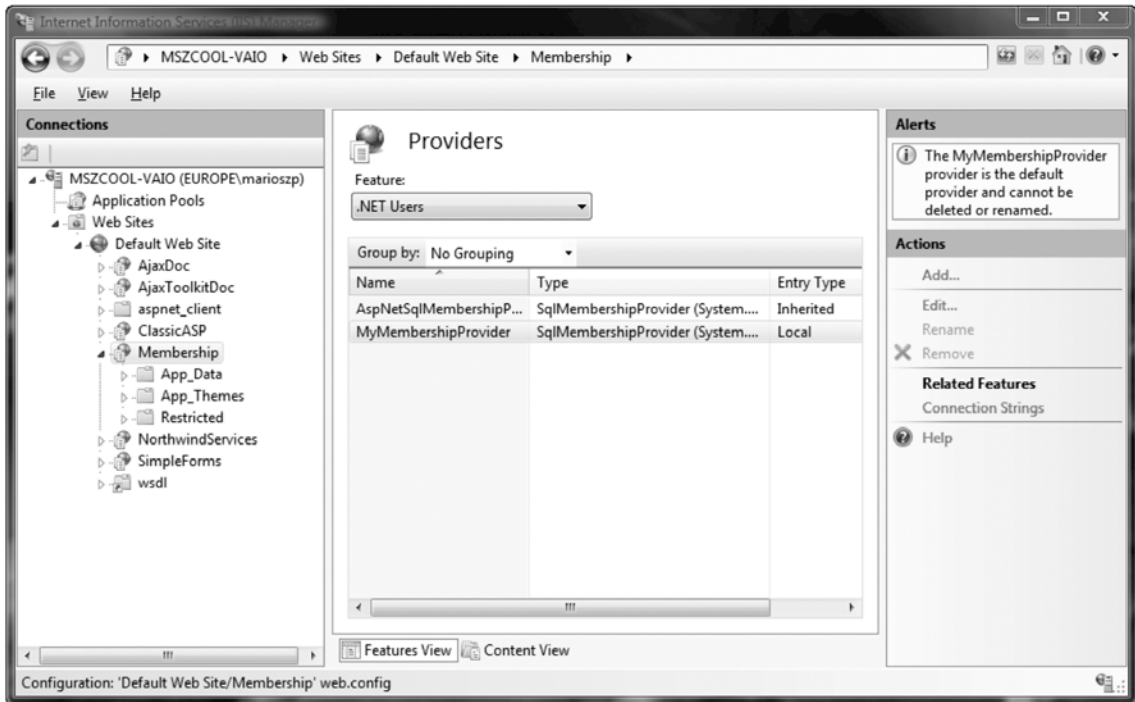 Internet Information Services (IIS) Manager
MSZCOOL-VAIO Web Sites Default Web Site Membership
File View Help
Connections
MSZCOOL-VAIO (EUROPE\marioszp)
Application Pools
Web Sites
Default Web Site
AjaxDoc
AjaxToolkitDoc
aspnet_client
ClassicASP
Membership
App_Data
App_Themes
Restricted
NorthwindServices
SimpleForms
wsdl
Providers
Feature:
.NET Users
Group by: No Grouping
Name Type Entry Type
AspNetSqlMembershipP... SqlMembershipProvider (System.... Inherited
MyMembershipProvider SqlMembershipProvider (System.... Local
Features View Content View
Alerts
The MyMembershipProvider
provider is the default
provider and cannot be
deleted or renamed.
Actions
Add...
Edit...
Rename
Remove
Related Features
Connection Strings
Help
Configuration: 'Default Web Site/Membership' web.config